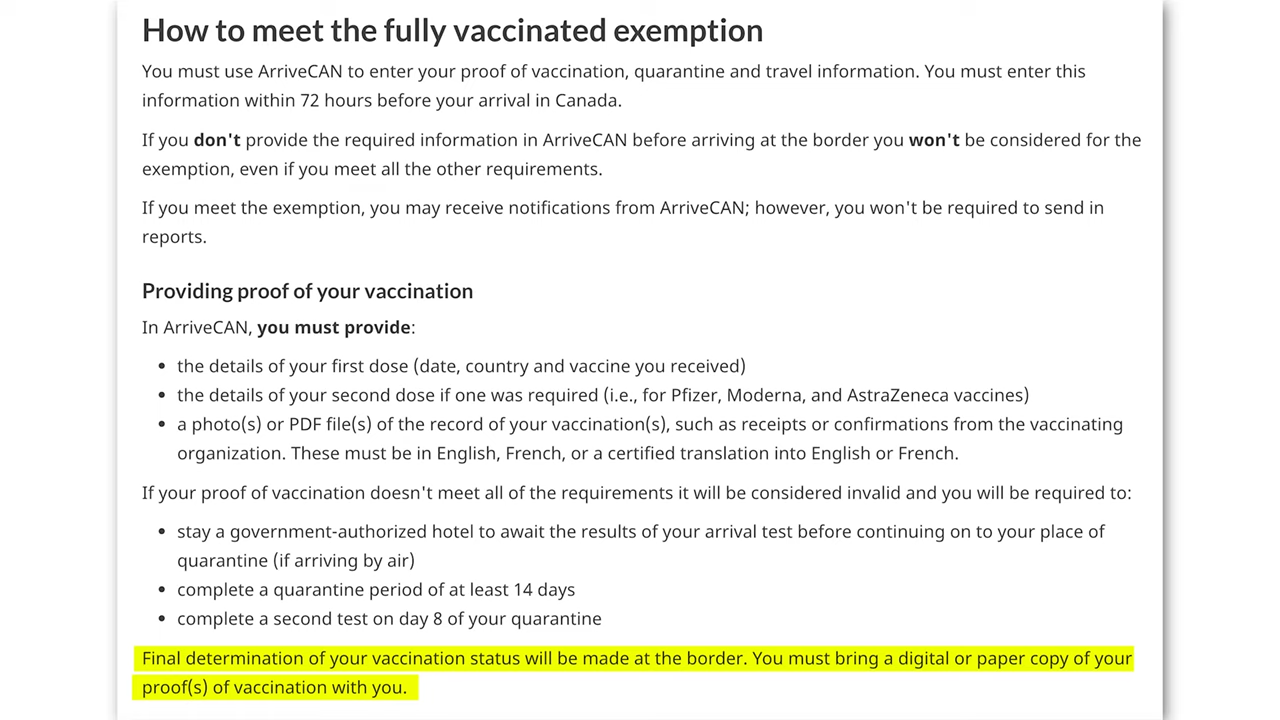 How to meet the fully vaccinated exemption
You must use ArriveCAN to enter your proof of vaccination, quarantine and travel information. You must enter this
information within 72 hours before your arrival in Canada.
If you don't provide the required information in ArriveCAN before arriving at the border you won't be considered for the
exemption, even if you meet all the other requirements.
If you meet the exemption, you may receive notifications from ArriveCAN; however, you won't be required to send in
reports.
Providing proof of your vaccination
In ArriveCAN, you must provide:
• the details of your first dose (date, country and vaccine you received)
• the details of your second dose if one was required (i.e., for Pfizer, Moderna, and AstraZeneca vaccines)
• a photo(s) or PDF file(s) of the record of your vaccination(s), such as receipts or confirmations from the vaccinating
organization. These must be in English, French, or a certified translation into English or French.
If your proof of vaccination doesn't meet all of the requirements it will be considered invalid and you will be required to:
• stay a government-authorized hotel to await the results of your arrival test before continuing on to your place of
quarantine (if arriving by air)
• complete a quarantine period of at least 14 days
• complete a second test on day 8 of your quarantine
Final determination of your vaccination status will be made at the border. You must bring a digital or paper copy of your
proof(s) of vaccination with you.